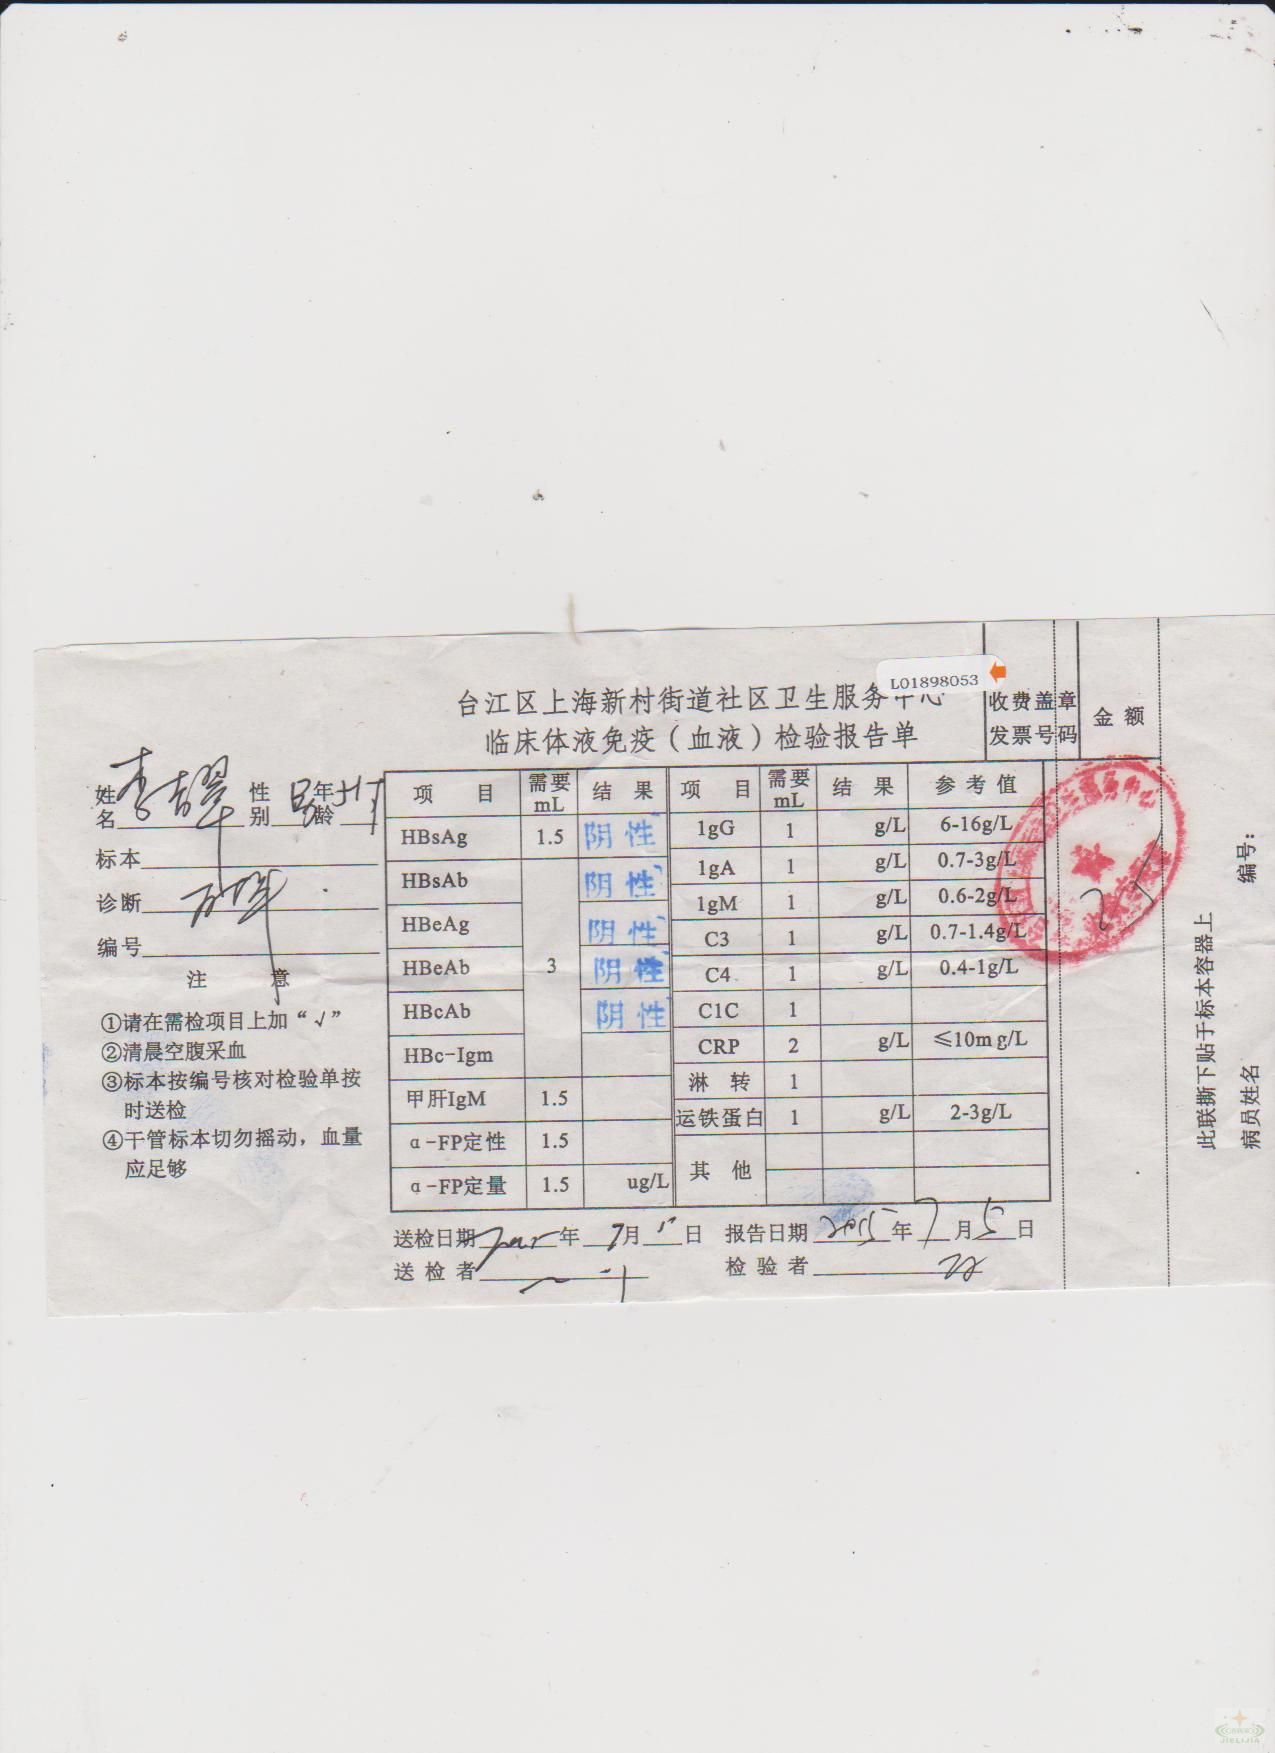 L01898053
台江区上海新村街道社区卫生服务中心
临床体液免疫（血液）检验报告单
收费盖章
发票号码
金 额
姓名 李 性别 男 年龄
标本
诊断
编号
注 意
①请在需检项目上加“√”
②清晨空腹采血
③标本按编号核对检验单按
时送检
④干管标本切勿摇动，血量
应足够
项 目 需要mL 结 果
HBsAg 1.5 阴性
HBsAb 阴性
HBeAg 阴性
HBeAb 3 阴性
HBcAb 阴性
HBc-Igm
甲肝IgM 1.5
α-FP定性 1.5
α-FP定量 1.5 ug/L
项 目 需要mL 结 果 参 考 值
1gG 1 g/L 6-16g/L
1gA 1 g/L 0.7-3g/L
1gM 1 g/L 0.6-2g/L
C3 1 g/L 0.7-1.4g/L
C4 1 g/L 0.4-1g/L
C1C 1
CRP 2 g/L ≤10mg/L
淋 转 1
运铁蛋白 1 g/L 2-3g/L
其 他
送检日期 2015 年 7 月 5 日 报告日期 2015 年 7 月 5 日
送 检 者 检 验 者
此联撕下贴于标本容器上
编号：
病员姓名
JIELIJIA